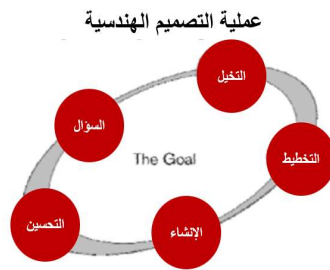 عملية التصميم الهندسية
التخيل
السؤال
التخطيط
The Goal
الإنشاء
التحسين